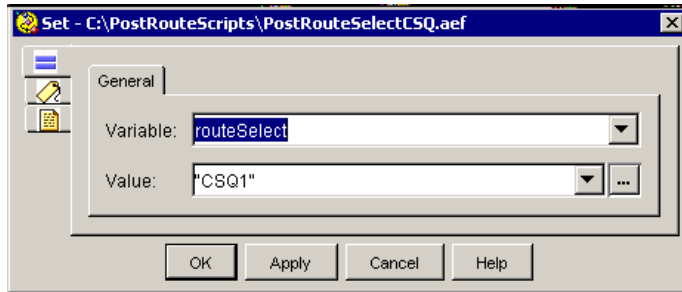 Set - C:\PostRouteScripts\PostRouteSelectCSQ.aef
General
Variable: routeSelect
Value: "CSQ1" ...
OK Apply Cancel Help